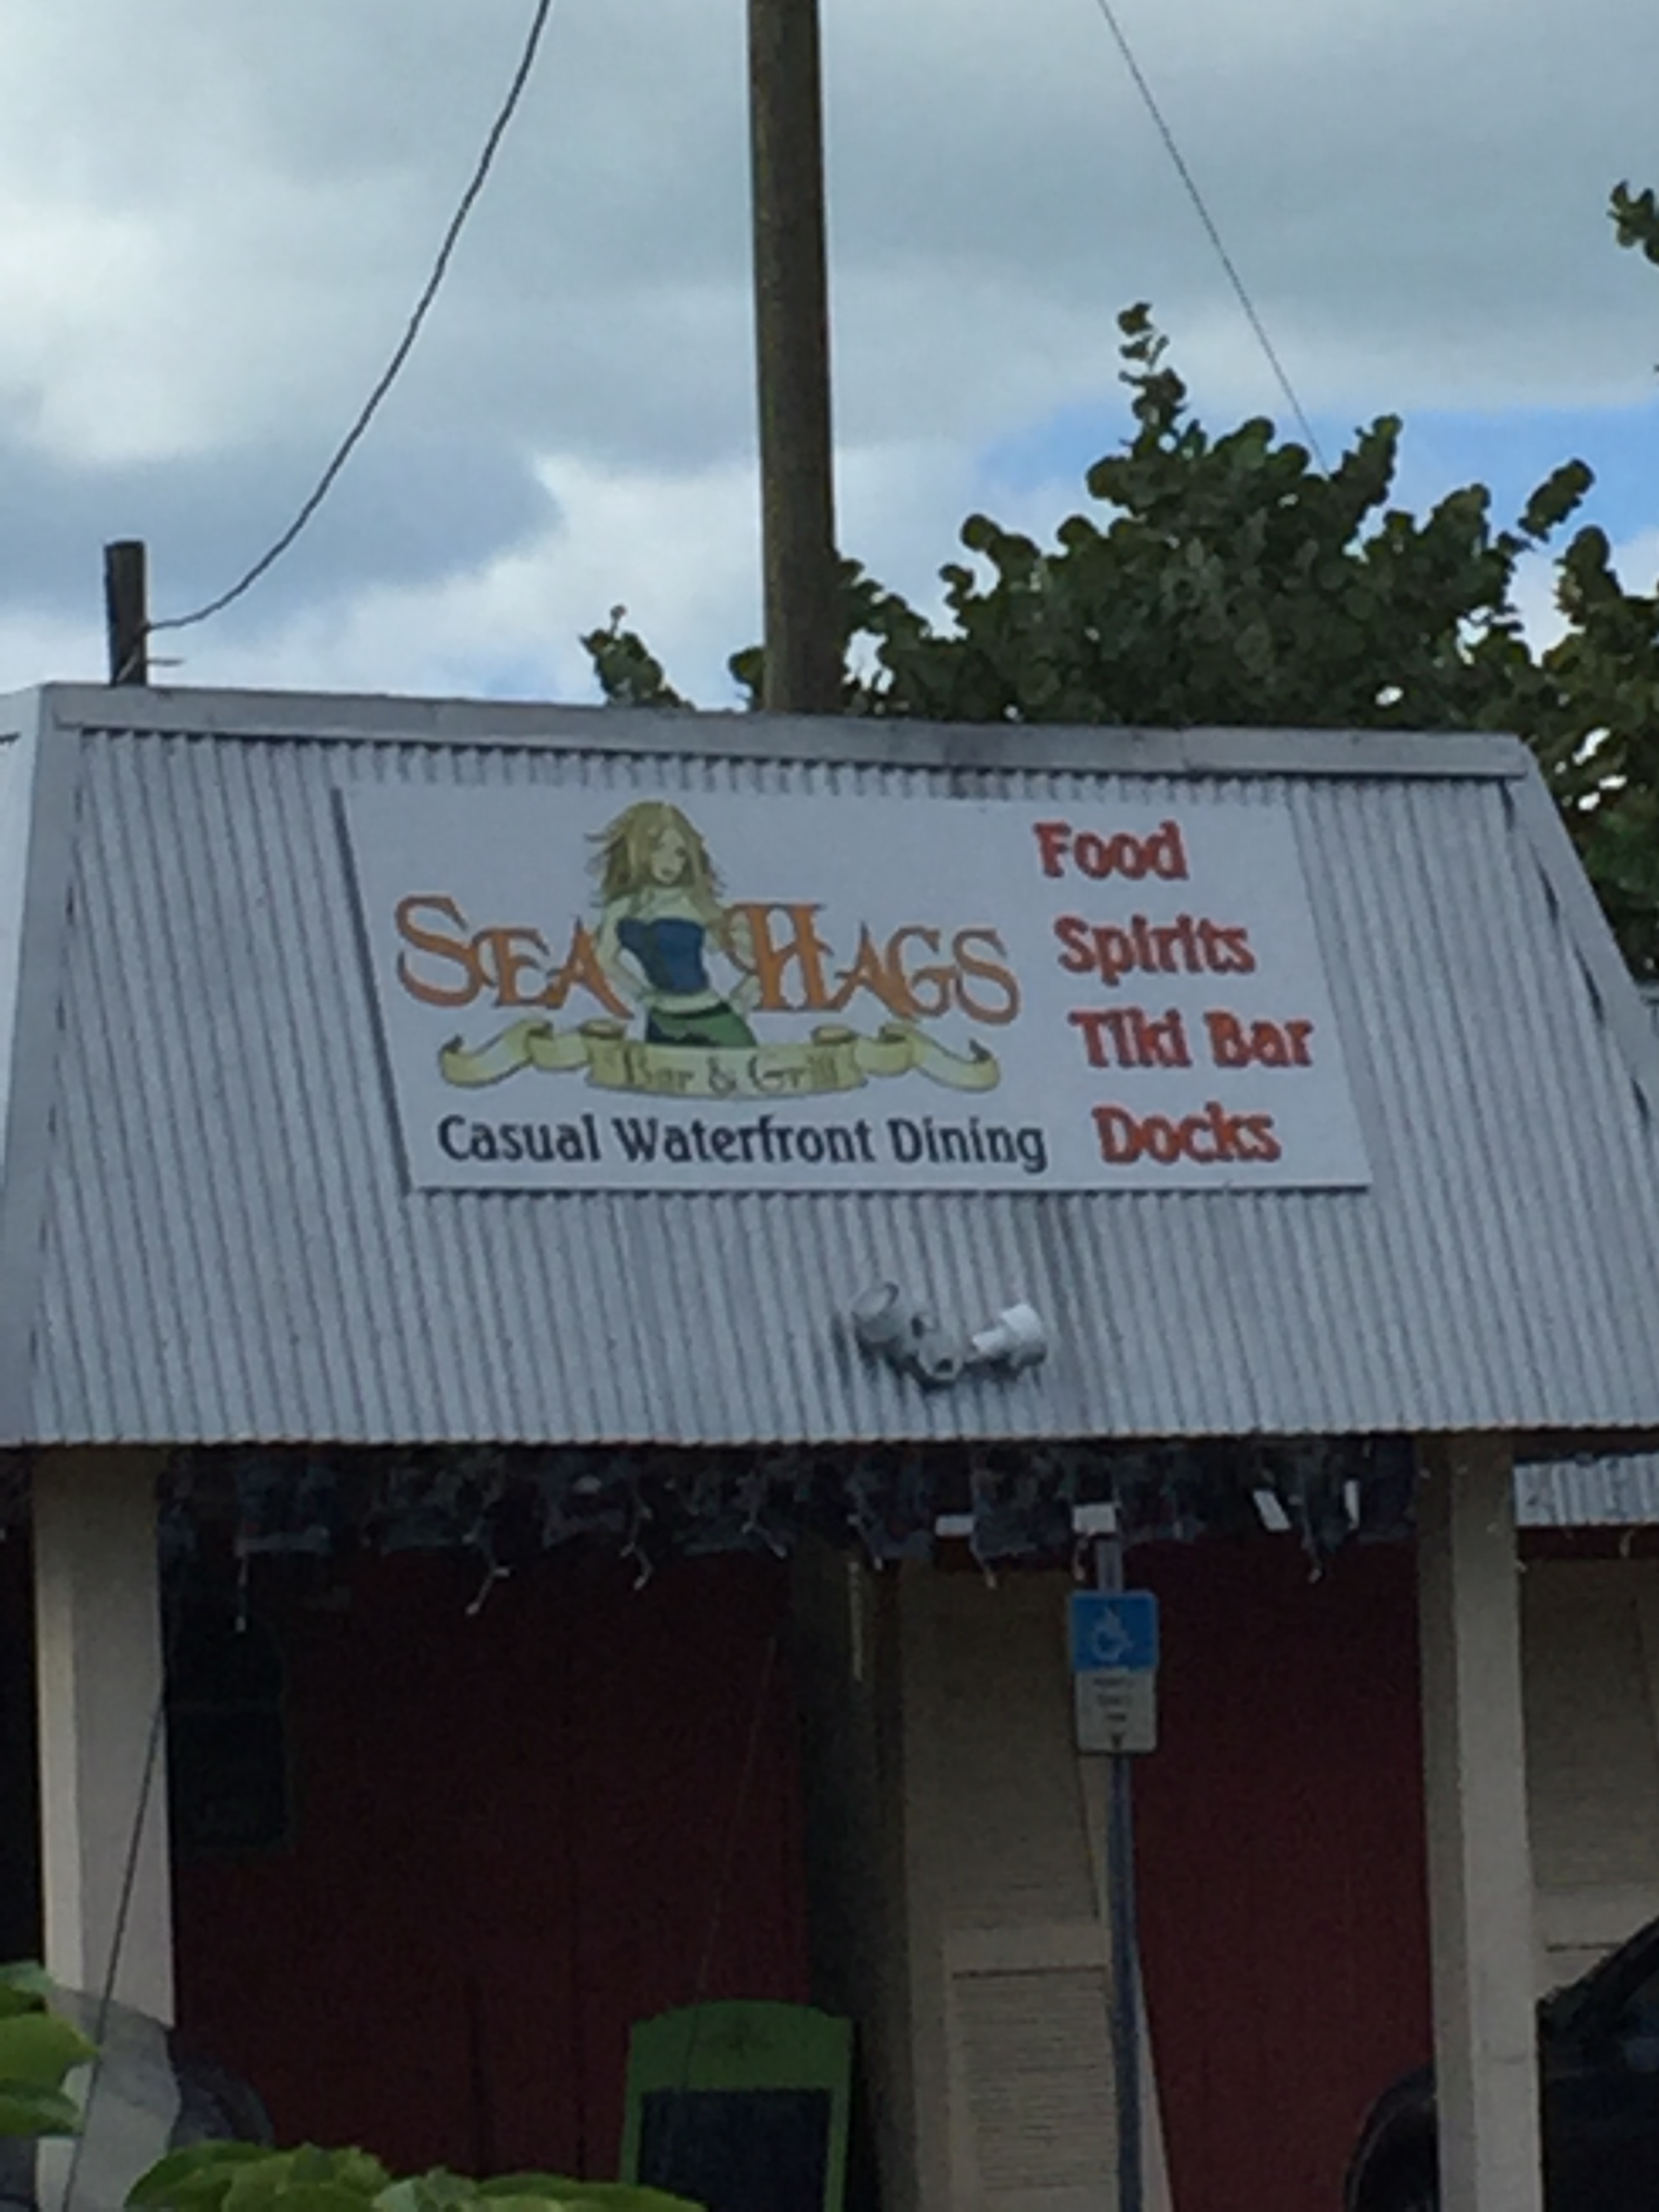 SEA HAGS
Bar & Grill
Casual Waterfront Dining
Food
Spirits
Tiki Bar
Docks